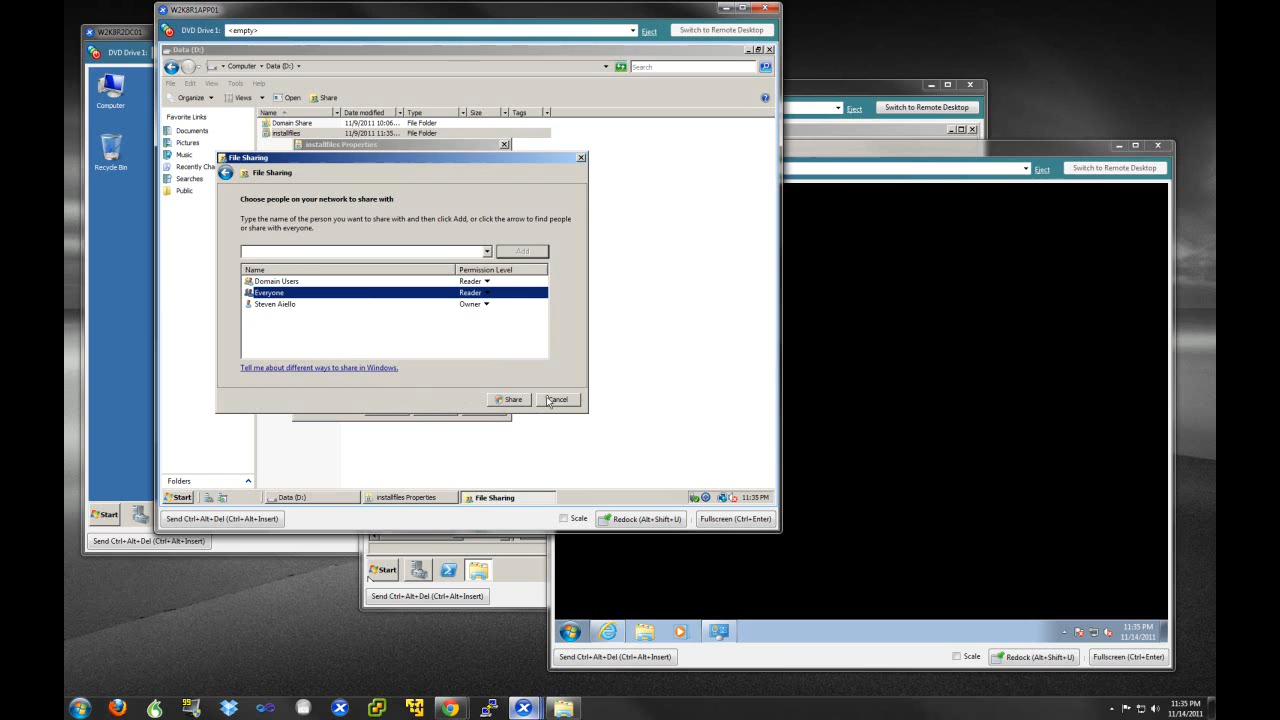 W2K8R1APP01
DVD Drive 1: <empty> Eject Switch to Remote Desktop
W2K8R2DC01
DVD Drive 1:
Data (D:)
Computer Data (D:) Search
File Edit View Tools Help
Organize Views Open Share
Favorite Links
Documents
Pictures
Music
Recently Cha
Searches
Public
Folders
Name Date modified Type Size Tags
Domain Share 11/9/2011 10:06... File Folder
installfiles 11/9/2011 11:35... File Folder
installfiles Properties
File Sharing
File Sharing
Choose people on your network to share with
Type the name of the person you want to share with and then click Add, or click the arrow to find people
or share with everyone.
Add
Name Permission Level
Domain Users Reader
Everyone Reader
Steven Aiello Owner
Tell me about different ways to share in Windows.
Share Cancel
Start Data (D:) installfiles Properties File Sharing 11:35 PM
Send Ctrl+Alt+Del (Ctrl+Alt+Insert) Scale Redock (Alt+Shift+U) Fullscreen (Ctrl+Enter)
Computer
Recycle Bin
Start
Send Ctrl+Alt+Del (Ctrl+Alt+Insert)
Eject Switch to Remote Desktop
Eject Switch to Remote Desktop
Start
Send Ctrl+Alt+Del (Ctrl+Alt+Insert)
11:35 PM
11/14/2011
Send Ctrl+Alt+Del (Ctrl+Alt+Insert) Scale Redock (Alt+Shift+U) Fullscreen (Ctrl+Enter)
99
11:35 PM
11/14/2011